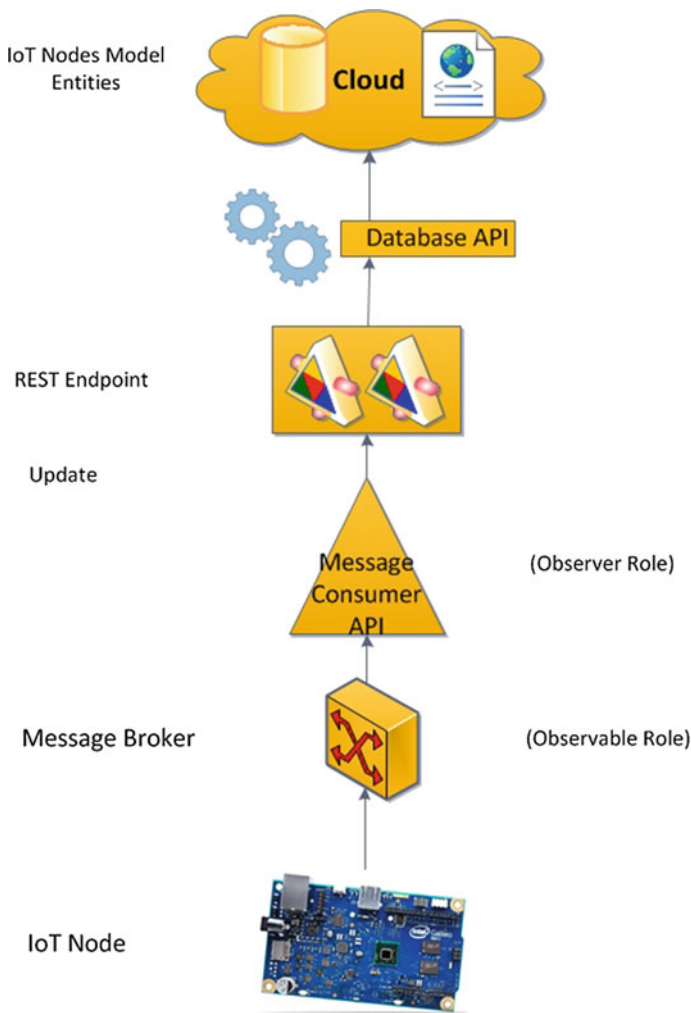 IoT Nodes Model
Entities
Cloud
Database API
REST Endpoint
Update
Message
Consumer
API
(Observer Role)
Message Broker
(Observable Role)
IoT Node
intel